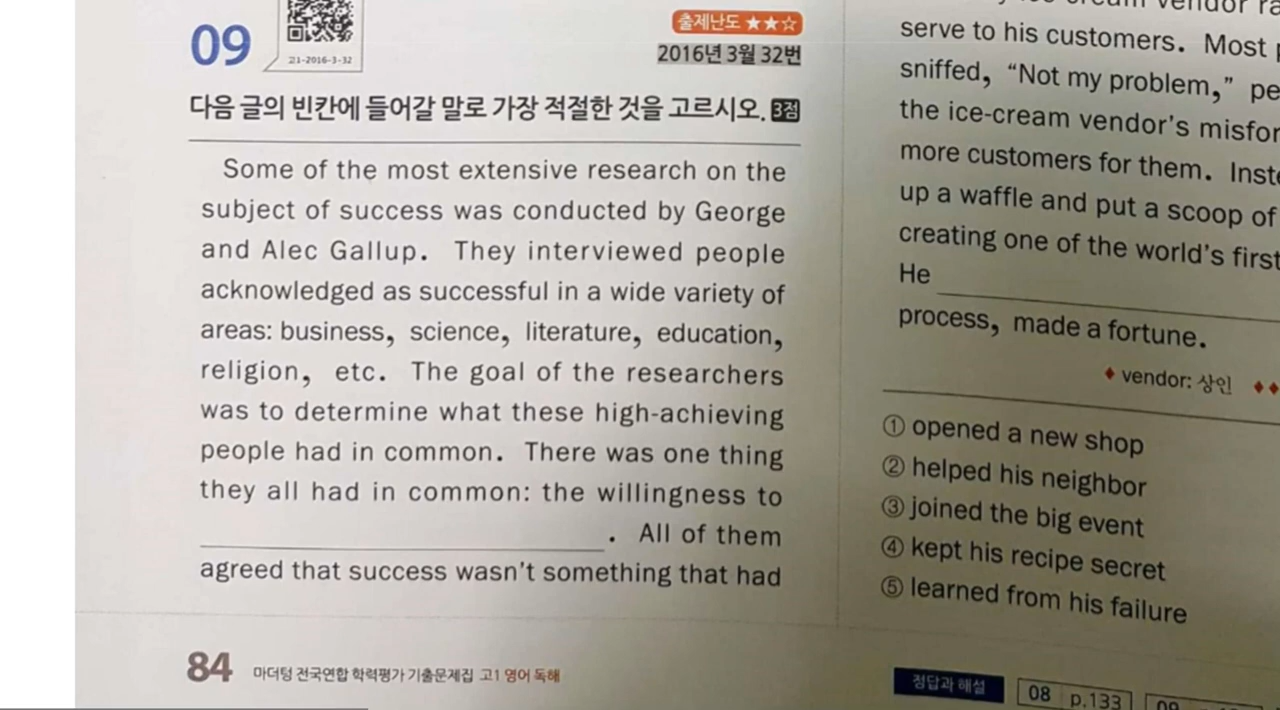 09
고1-2016-3-32
출제난도 ★★☆
2016년 3월 32번
다음 글의 빈칸에 들어갈 말로 가장 적절한 것을 고르시오. 3점
Some of the most extensive research on the
subject of success was conducted by George
and Alec Gallup. They interviewed people
acknowledged as successful in a wide variety of
areas: business, science, literature, education,
religion, etc. The goal of the researchers
was to determine what these high-achieving
people had in common. There was one thing
they all had in common: the willingness to
. All of them
agreed that success wasn't something that had
84 마더텅 전국연합 학력평가 기출문제집 고1 영어 독해
vendor
serve to his customers. Most
sniffed, “Not my problem,”
the ice-cream vendor's
more customers for them.
up a waffle and put a scoop of
creating one of the world's first
He
process, made a fortune.
♦ vendor: 상인 ♦♦
① opened a new shop
② helped his neighbor
③ joined the big event
④ kept his recipe secret
⑤ learned from his failure
정답과 해설 08 p.133 09